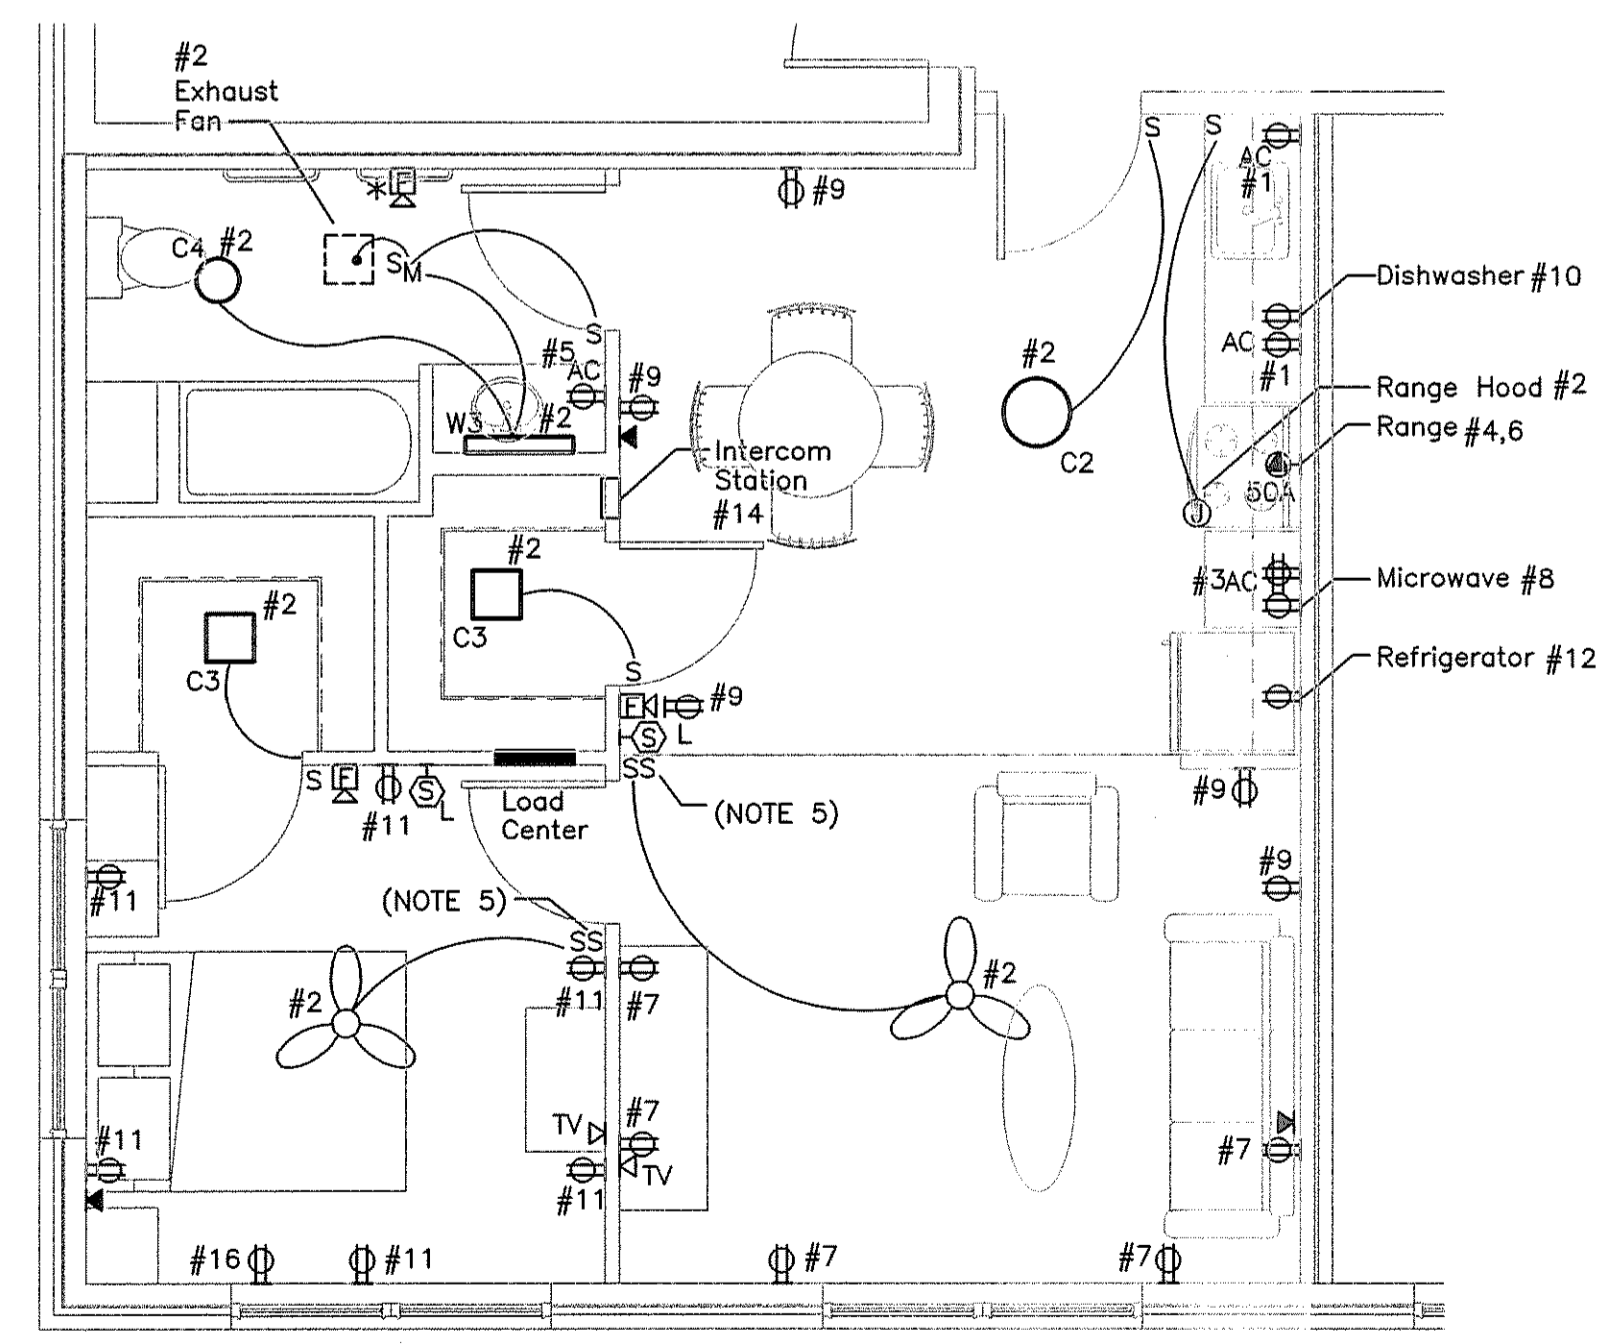 #2
Exhaust
Fan
*
F
#9
S
S
AC
#1
C4
#2
SM
S
Dishwasher #10
AC
#1
#5
AC
#9
#2
C2
W3
#2
Range Hood #2
Range #4,6
50A
J
Intercom
Station
#14
#2
C3
#2
C3
#3
AC
Microwave #8
S
Refrigerator #12
F
#9
S
L
SS
(NOTE 5)
S
F
#11
S
L
Load
Center
#9
#9
#11
(NOTE 5)
SS
#2
#11
#7
#2
#11
TV
#7
TV
#11
#7
#16
#11
#7
#7